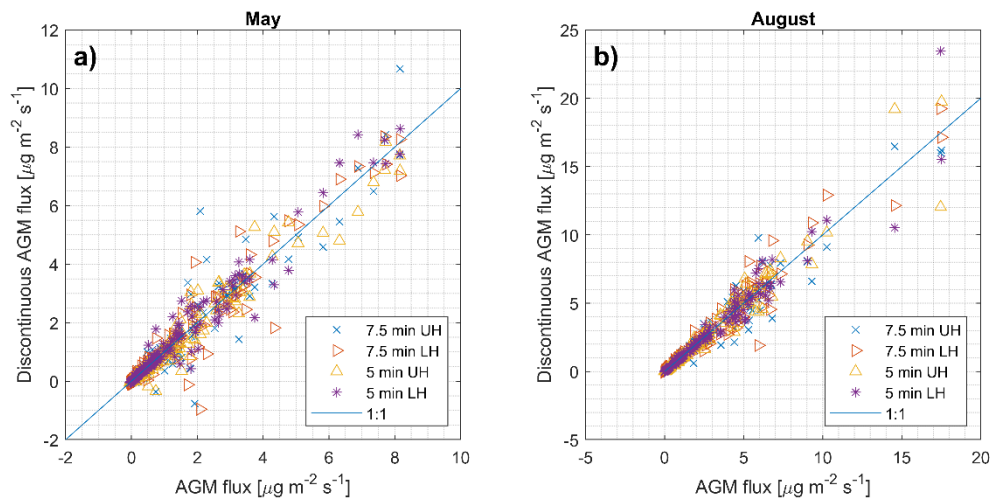 May
a)
12
10
8
6
4
2
0
-2
-2 0 2 4 6 8 10
Discontinuous AGM flux [μg m⁻² s⁻¹]
AGM flux [μg m⁻² s⁻¹]
7.5 min UH
7.5 min LH
5 min UH
5 min LH
1:1
August
b)
25
20
15
10
5
0
-5
-5 0 5 10 15 20
Discontinuous AGM flux [μg m⁻² s⁻¹]
AGM flux [μg m⁻² s⁻¹]
7.5 min UH
7.5 min LH
5 min UH
5 min LH
1:1